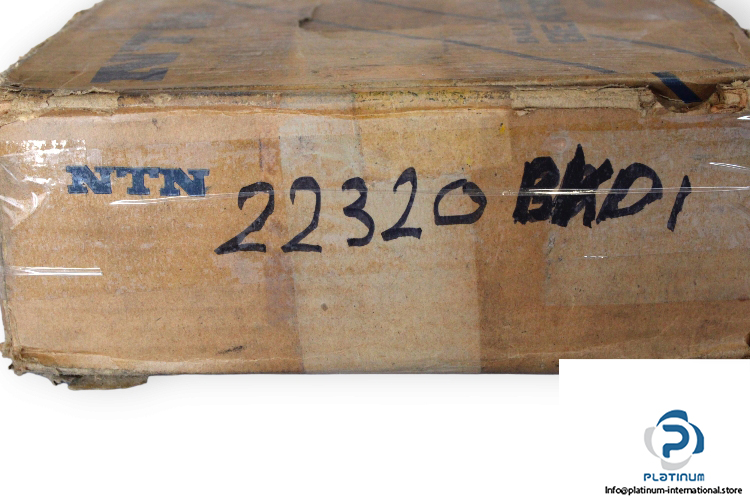 NTN 22320 BKD1
PLATINUM
Info@platinum-international.store